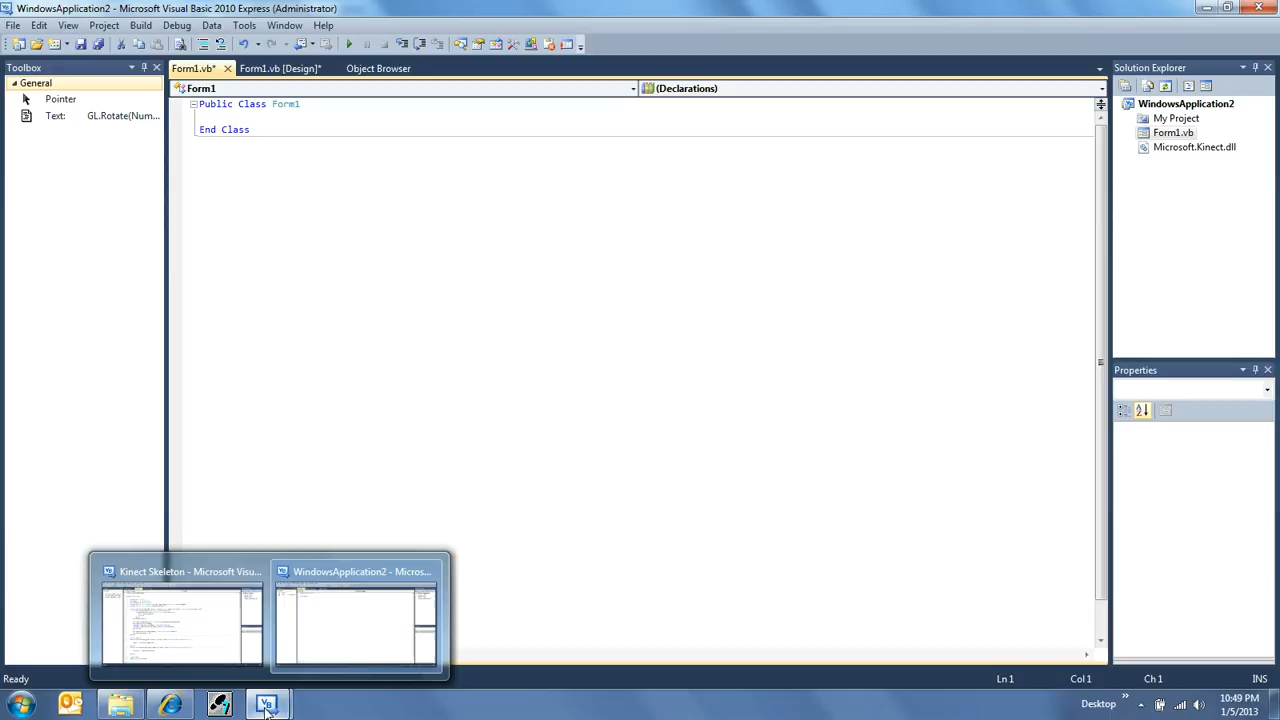 WindowsApplication2 - Microsoft Visual Basic 2010 Express (Administrator)
File Edit View Project Build Debug Data Tools Window Help
Toolbox
General
Pointer
Text: GL.Rotate(Num...
Form1.vb* Form1.vb [Design]* Object Browser
Form1 (Declarations)
Public Class Form1
End Class
Solution Explorer
WindowsApplication2
My Project
Form1.vb
Microsoft.Kinect.dll
Properties
Kinect Skeleton - Microsoft Visu...
WindowsApplication2 - Micros...
Ready Ln 1 Col 1 Ch 1 INS
Desktop
10:49 PM
1/5/2013